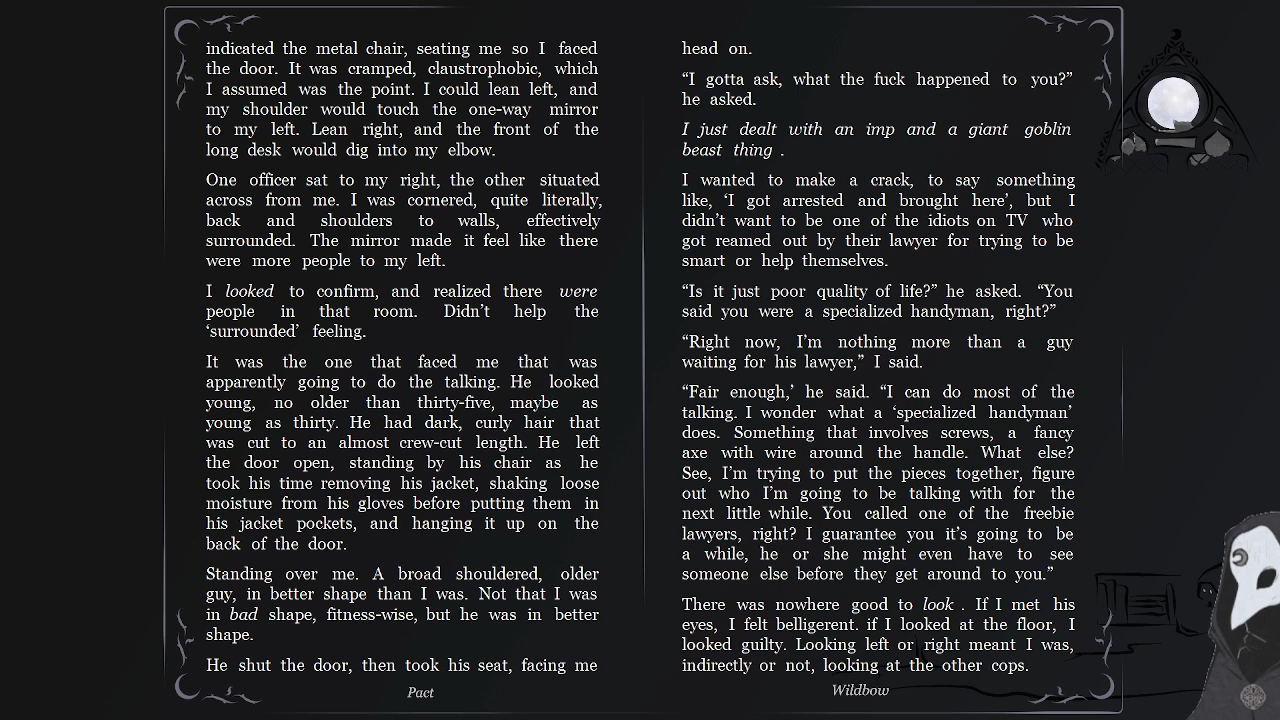 indicated the metal chair, seating me so I faced
the door. It was cramped, claustrophobic, which
I assumed was the point. I could lean left, and
my shoulder would touch the one-way mirror
to my left. Lean right, and the front of the
long desk would dig into my elbow.
One officer sat to my right, the other situated
across from me. I was cornered, quite literally,
back and shoulders to walls, effectively
surrounded. The mirror made it feel like there
were more people to my left.
I looked to confirm, and realized there were
people in that room. Didn’t help the
‘surrounded’ feeling.
It was the one that faced me that was
apparently going to do the talking. He looked
young, no older than thirty-five, maybe as
young as thirty. He had dark, curly hair that
was cut to an almost crew-cut length. He left
the door open, standing by his chair as he
took his time removing his jacket, shaking loose
moisture from his gloves before putting them in
his jacket pockets, and hanging it up on the
back of the door.
Standing over me. A broad shouldered, older
guy, in better shape than I was. Not that I was
in bad shape, fitness-wise, but he was in better
shape.
He shut the door, then took his seat, facing me
Pact
head on.
“I gotta ask, what the fuck happened to you?”
he asked.
I just dealt with an imp and a giant goblin
beast thing .
I wanted to make a crack, to say something
like, ‘I got arrested and brought here’, but I
didn’t want to be one of the idiots on TV who
got reamed out by their lawyer for trying to be
smart or help themselves.
“Is it just poor quality of life?” he asked. “You
said you were a specialized handyman, right?”
“Right now, I’m nothing more than a guy
waiting for his lawyer,” I said.
“Fair enough,’ he said. “I can do most of the
talking. I wonder what a ‘specialized handyman’
does. Something that involves screws, a fancy
axe with wire around the handle. What else?
See, I’m trying to put the pieces together, figure
out who I’m going to be talking with for the
next little while. You called one of the freebie
lawyers, right? I guarantee you it’s going to be
a while, he or she might even have to see
someone else before they get around to you.”
There was nowhere good to look . If I met his
eyes, I felt belligerent. if I looked at the floor, I
looked guilty. Looking left or right meant I was,
indirectly or not, looking at the other cops.
Wildbow